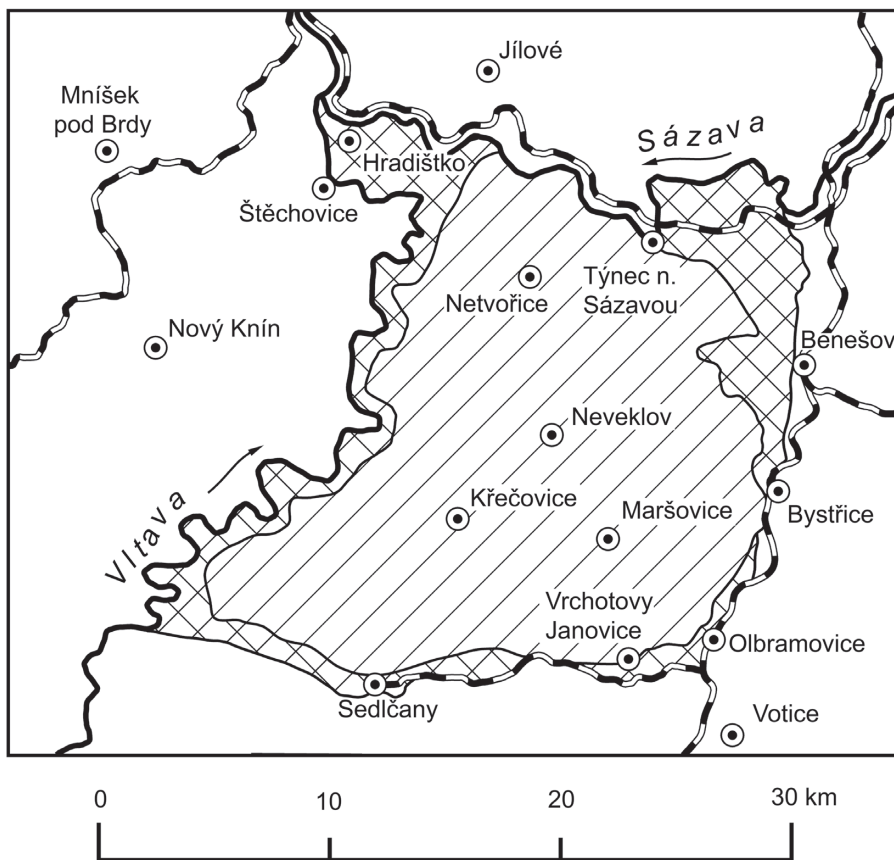 Jílové
Mníšek
pod Brdy
Sázava
Hradištko
Štěchovice
Týnec n.
Sázavou
Netvořice
Nový Knín
Benešov
Neveklov
Vltava
Křečovice
Maršovice
Bystřice
Vrchotovy
Janovice
Olbramovice
Sedlčany
Votice
0 10 20 30 km